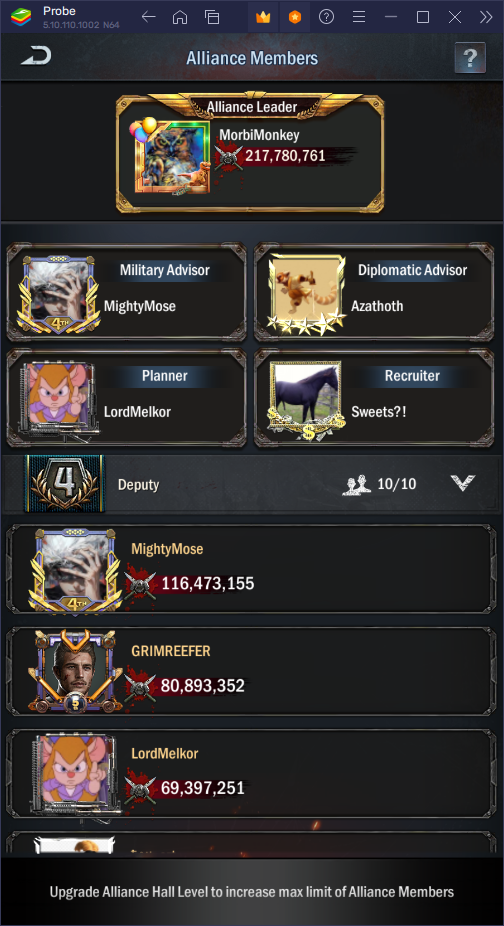 Probe
5.10.110.1002 N64
Alliance Members
?
Alliance Leader
MorbiMonkey
217,780,761
Military Advisor
MightyMose
4TH
Diplomatic Advisor
Azathoth
Planner
LordMelkor
Recruiter
Sweets?!
4
Deputy
10/10
MightyMose
116,473,155
4TH
GRIMREEFER
80,893,352
5
LordMelkor
69,397,251
Upgrade Alliance Hall Level to increase max limit of Alliance Members